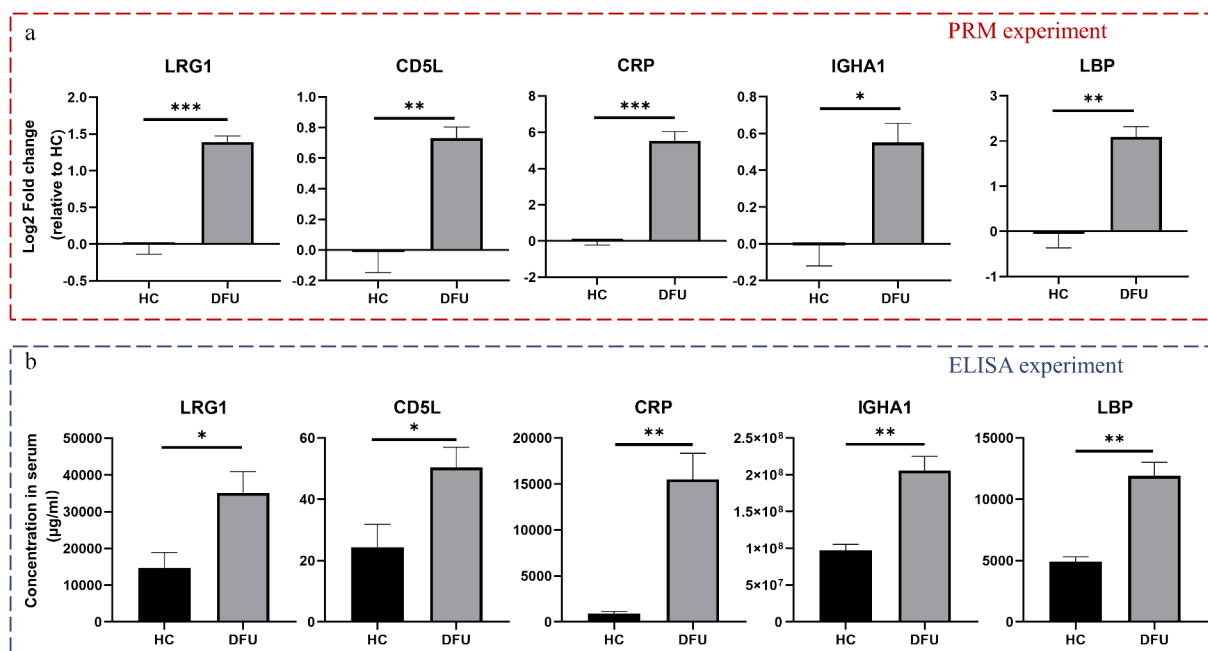 a
PRM experiment
LRG1 CD5L CRP IGHA1 LBP
*** ** *** * **
Log2 Fold change
(relative to HC)
2.0 1.5 1.0 0.5 0.0 -0.5
1.0 0.8 0.6 0.4 0.2 0.0 -0.2
8 6 4 2 0 -2
0.8 0.6 0.4 0.2 0.0 -0.2
3 2 1 0 -1
HC DFU HC DFU HC DFU HC DFU HC DFU
b
ELISA experiment
LRG1 CD5L CRP IGHA1 LBP
* * ** ** **
Concentration in serum
(μg/ml)
50000 40000 30000 20000 10000 0
60 40 20 0
20000 15000 10000 5000 0
2.5×10⁸ 2×10⁸ 1.5×10⁸ 1×10⁸ 5×10⁷ 0
15000 10000 5000 0
HC DFU HC DFU HC DFU HC DFU HC DFU